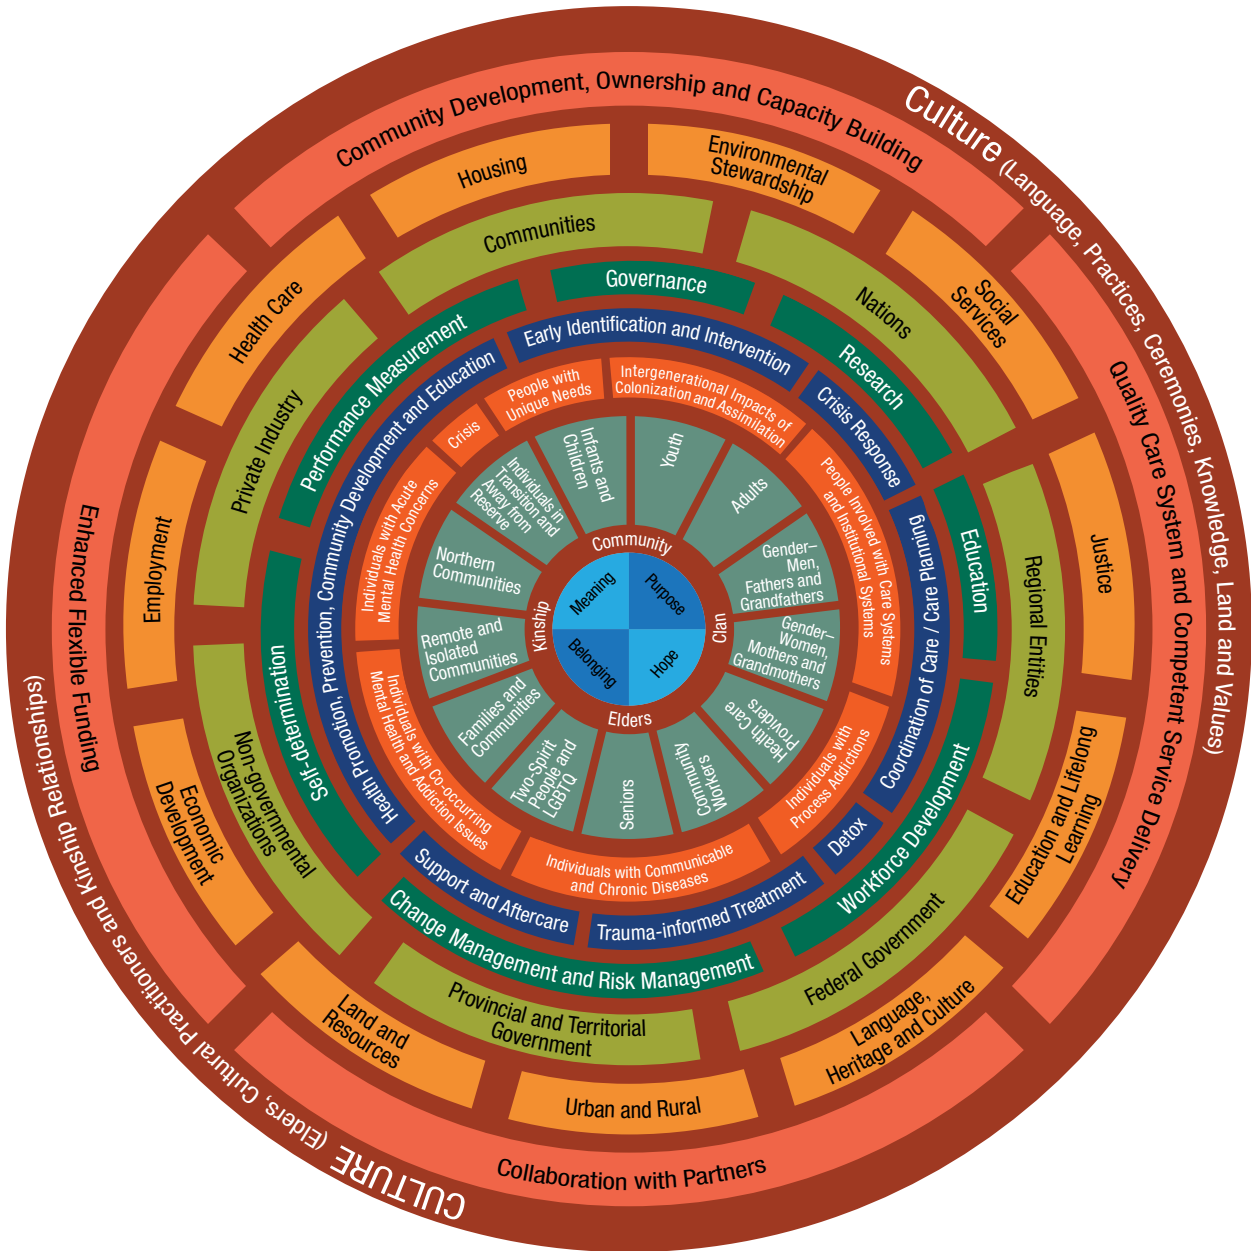 Culture (Language, Practices, Ceremonies, Knowledge, Land and Values)
CULTURE (Elders, Cultural Practitioners and Kinship Relationships)
Community Development, Ownership and Capacity Building
Quality Care System and Competent Service Delivery
Collaboration with Partners
Enhanced Flexible Funding
Housing
Environmental
Stewardship
Social
Services
Justice
Education and Lifelong
Learning
Language,
Heritage and Culture
Urban and Rural
Land and
Resources
Economic
Development
Employment
Health Care
Communities
Nations
Regional Entities
Federal Government
Provincial and Territorial
Government
Non-governmental
Organizations
Private Industry
Governance
Research
Education
Workforce Development
Change Management and Risk Management
Self-determination
Performance Measurement
Early Identification and Intervention
Crisis Response
Coordination of Care / Care Planning
Detox
Trauma-informed Treatment
Support and Aftercare
Health Promotion, Prevention, Community Development and Education
People with
Unique Needs
Intergenerational Impacts of
Colonization and Assimilation
People Involved with Care Systems
and Institutional Systems
Individuals with
Process Addictions
Individuals with Communicable
and Chronic Diseases
Individuals with Co-occurring
Mental Health and Addiction Issues
Individuals with Acute
Mental Health Concerns
Crisis
Infants and
Children
Youth
Adults
Gender–
Men,
Fathers and
Grandfathers
Gender–
Women,
Mothers and
Grandmothers
Health Care
Providers
Community
Workers
Seniors
Two-Spirit
People and
LGBTQ
Families and
Communities
Remote and
Isolated
Communities
Northern
Communities
Individuals in
Transition and
Away from
Reserve
Community
Clan
Elders
Kinship
Meaning
Purpose
Hope
Belonging